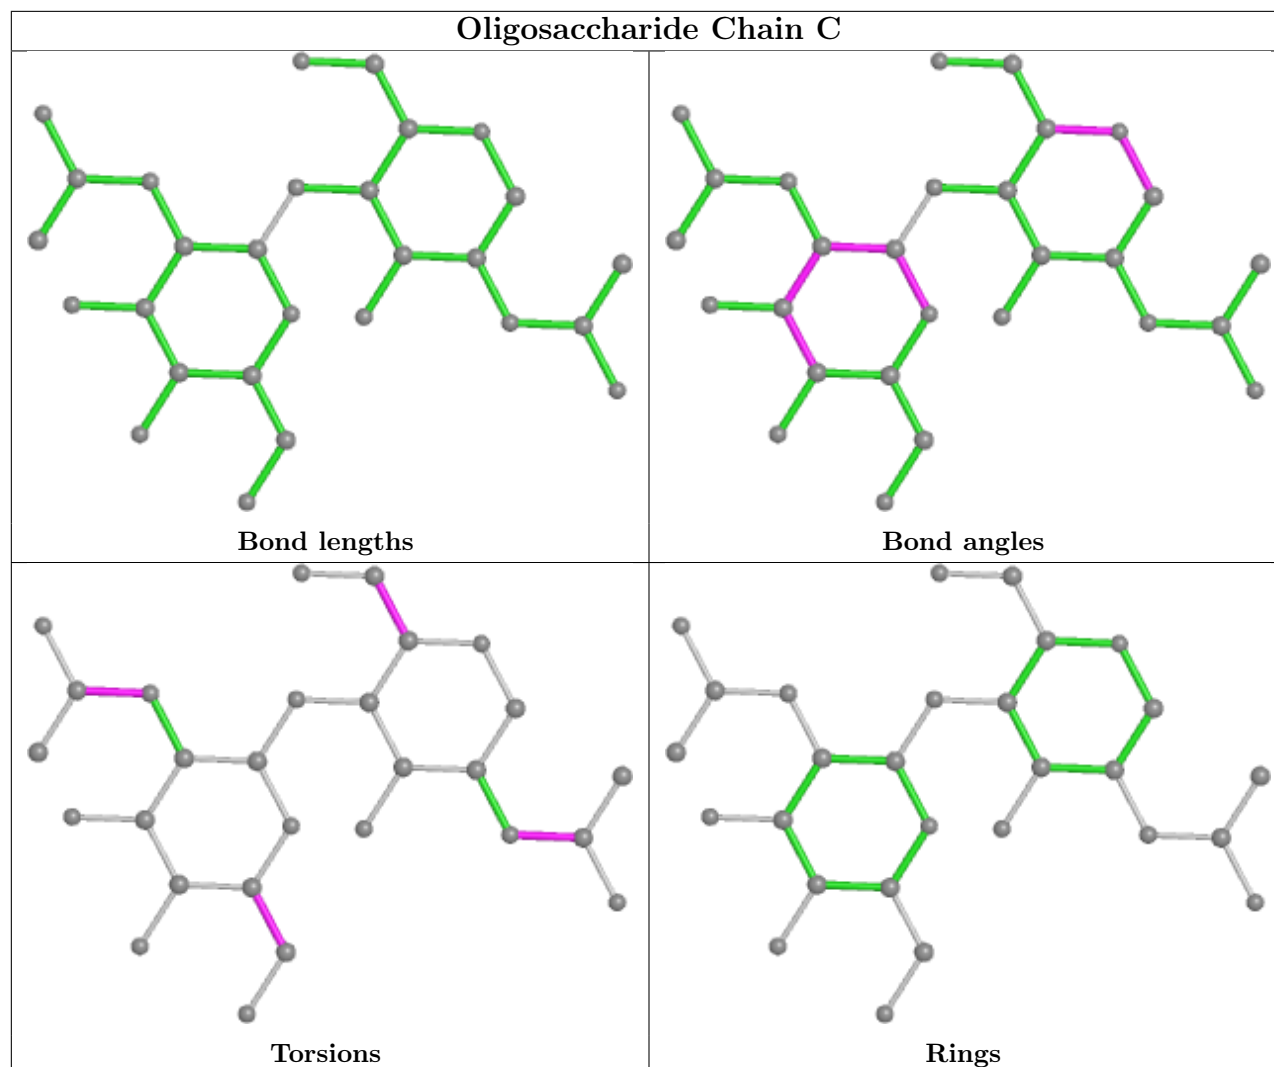 Oligosaccharide Chain C
Bond lengths
Bond angles
Torsions
Rings